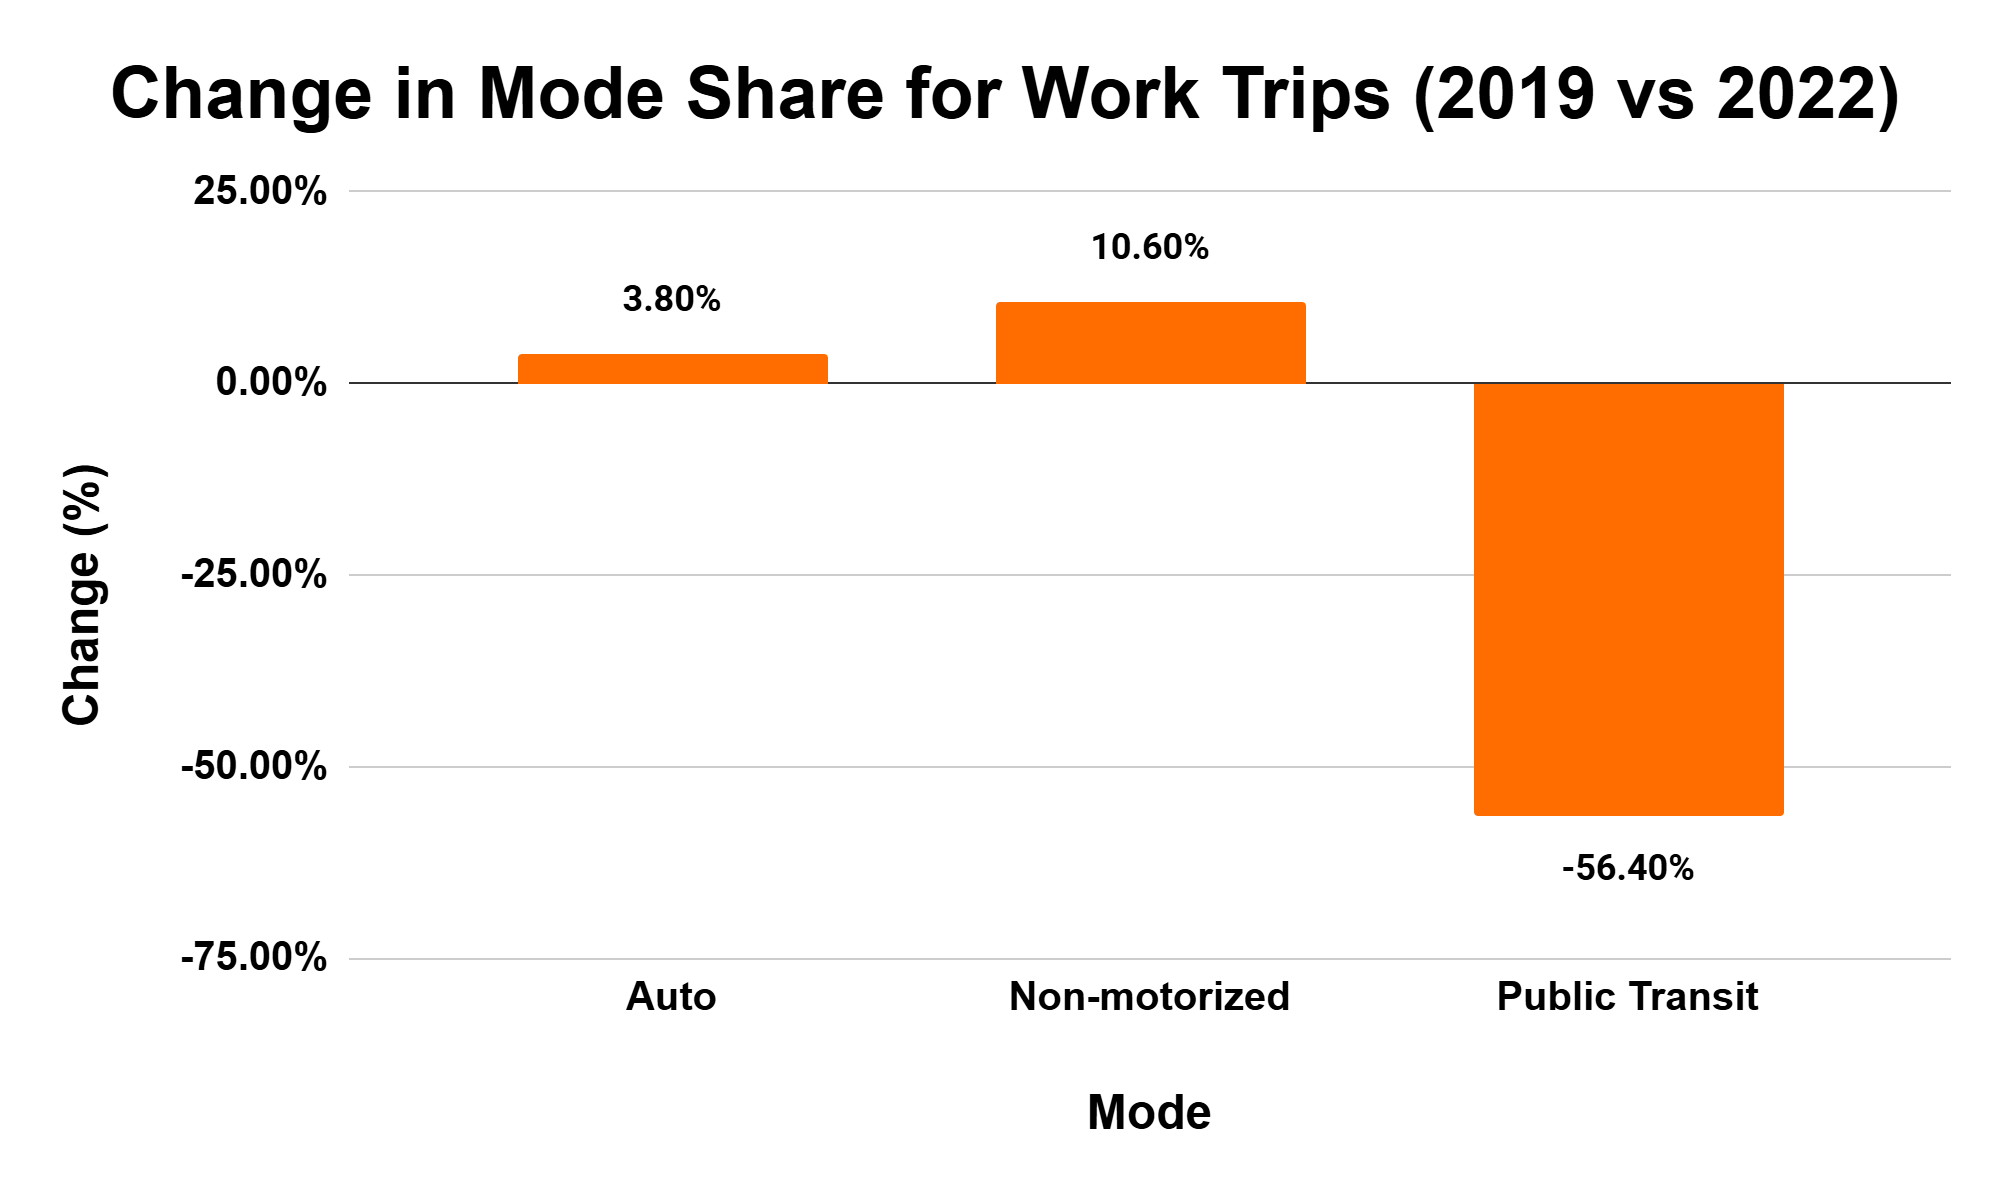 Change in Mode Share for Work Trips (2019 vs 2022)
25.00%
0.00%
-25.00%
-50.00%
-75.00%
Change (%)
3.80%
10.60%
-56.40%
Auto
Non-motorized
Public Transit
Mode